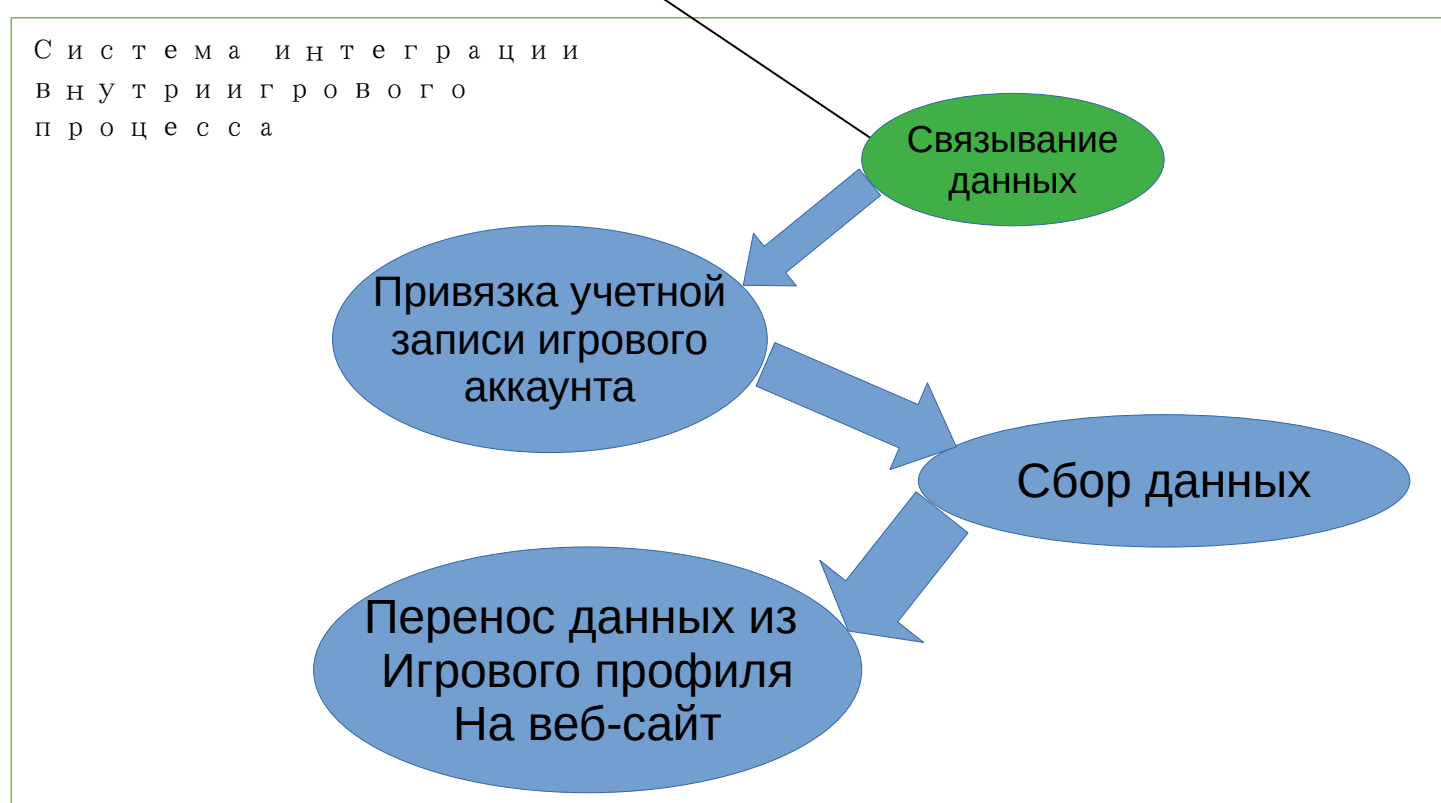 Система интеграции
внутриигрового
процесса
Связывание
данных
Привязка учетной
записи игрового
аккаунта
Сбор данных
Перенос данных из
Игрового профиля
На веб-сайт